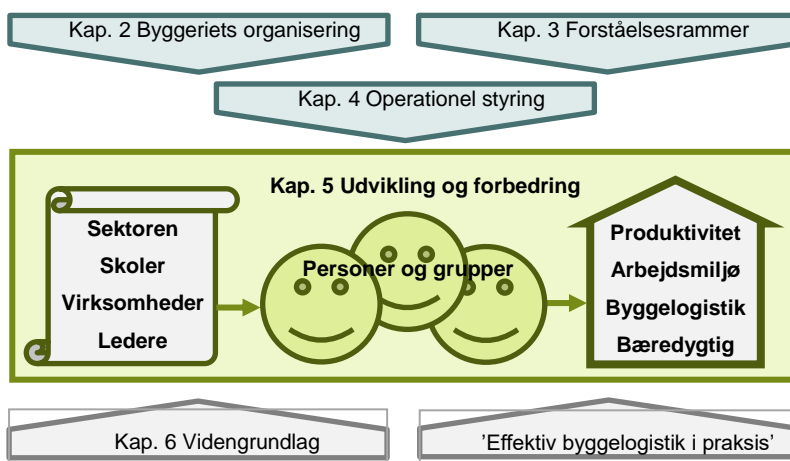 Kap. 2 Byggeriets organisering
Kap. 3 Forståelsesrammer
Kap. 4 Operationel styring
Kap. 5 Udvikling og forbedring
Sektoren
Skoler
Virksomheder
Ledere
Personer og grupper
Produktivitet
Arbejdsmiljø
Byggelogistik
Bæredygtig
Kap. 6 Videngrundlag
’Effektiv byggelogistik i praksis’